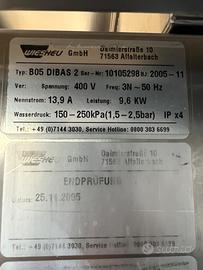 WIESHEU GmbH Daimlerstraße 10
71563 Affalterbach
Typ: B05 DIBAS 2 Ser-Nr.: 10105298 BJ: 2005-11
Ver: Spannung: 400 V Freq: 3N~50 Hz
Nennstrom: 13,9 A Leistung: 9,6 KW
Wasserdruck: 150-250kPa(1,5-2,5bar) IP x4
Tel.: +49 (0)7144 3030, Service Hotline: 0800 303 6699
WIESHEU GmbH Daimlerstraße 10
71563 Affalterbach
ENDPRÜFUNG
Datum: 25.11.2005
Tel.: +49 (0)7144 3030, Service Hotline:
subito